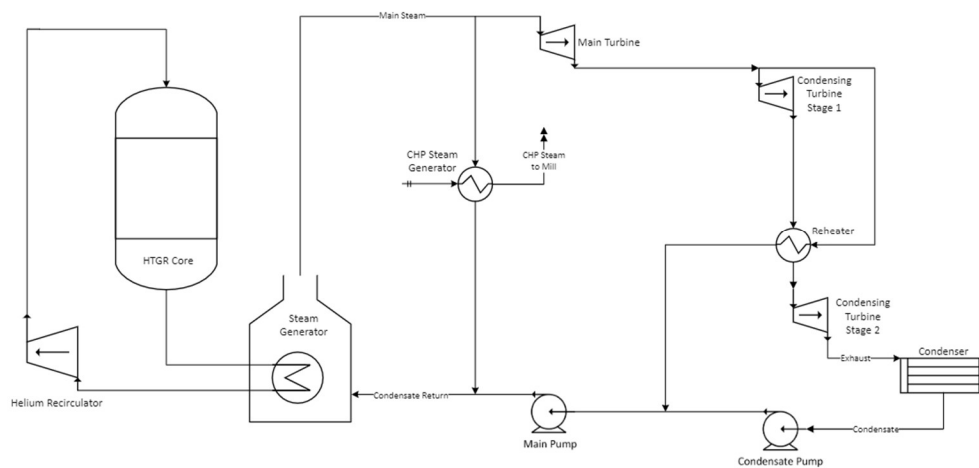 Main Steam
Main Turbine
Condensing
Turbine
Stage 1
CHP Steam
Generator
CHP Steam
to Mill
Reheater
HTGR Core
Steam
Generator
Condensing
Turbine
Stage 2
Exhaust
Condenser
Helium Recirculator
Condensate Return
Main Pump
Condensate
Condensate Pump